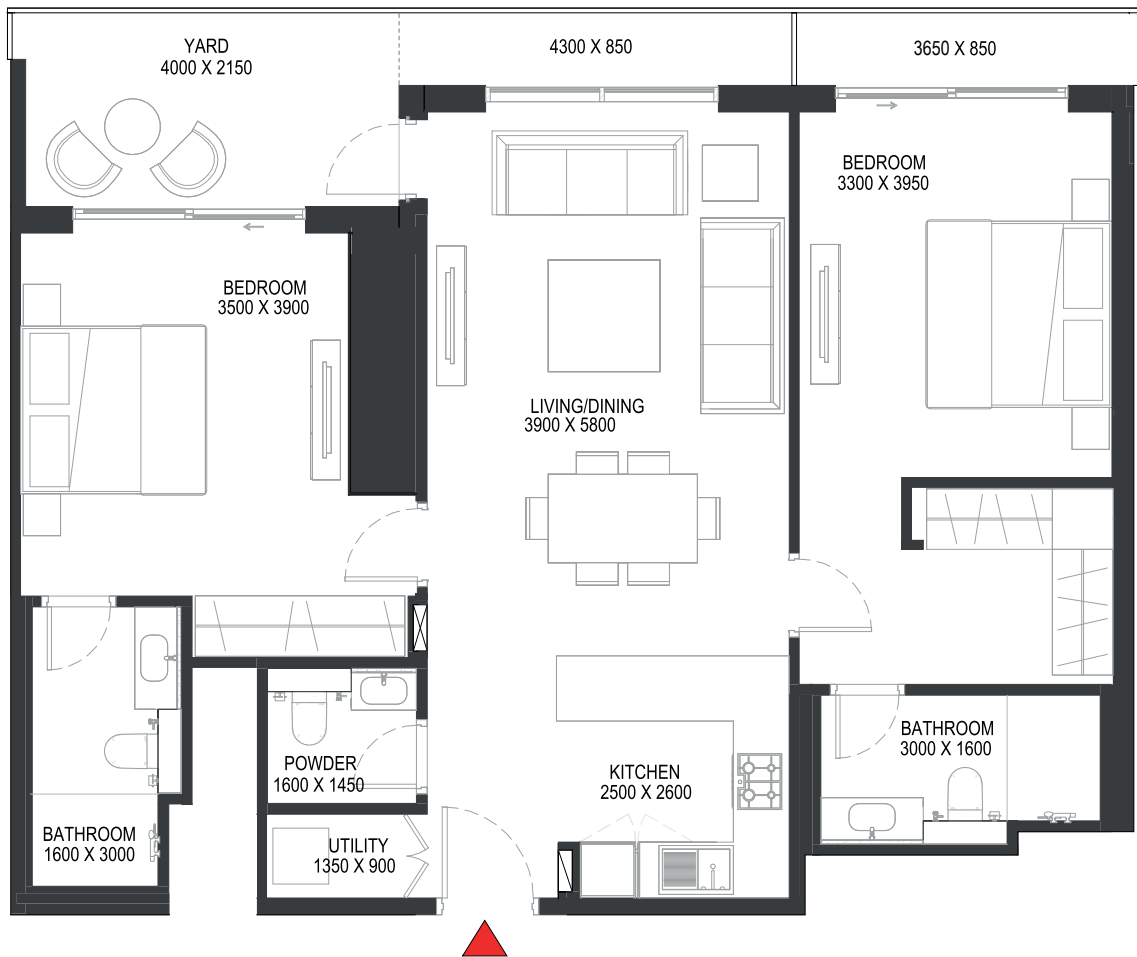 YARD
4000 X 2150
4300 X 850
3650 X 850
BEDROOM
3300 X 3950
BEDROOM
3500 X 3900
LIVING/DINING
3900 X 5800
BATHROOM
3000 X 1600
POWDER
1600 X 1450
KITCHEN
2500 X 2600
BATHROOM
1600 X 3000
UTILITY
1350 X 900